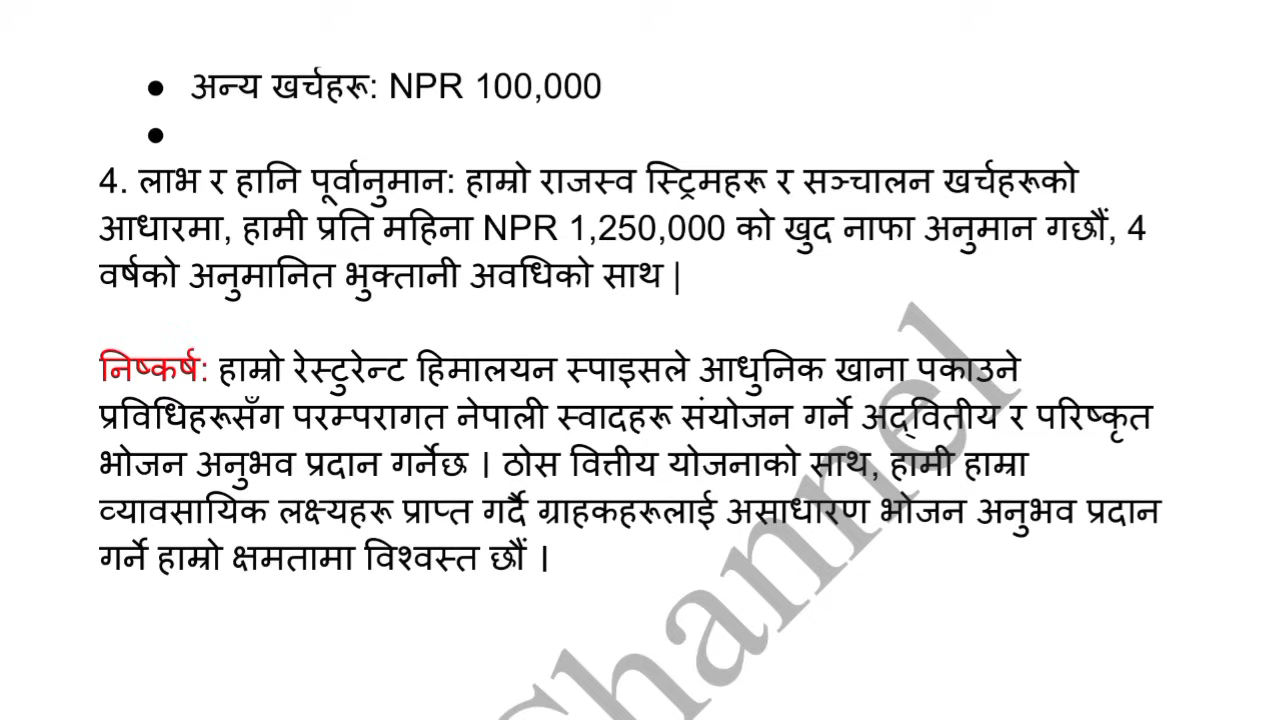 ● अन्य खर्चहरू: NPR 100,000
●
4. लाभ र हानि पूर्वानुमान: हाम्रो राजस्व स्ट्रिमहरू र सञ्चालन खर्चहरूको
आधारमा, हामी प्रति महिना NPR 1,250,000 को खुद नाफा अनुमान गर्छौं, 4
वर्षको अनुमानित भुक्तानी अवधिको साथ |
निष्कर्ष: हाम्रो रेस्टुरेन्ट हिमालयन स्पाइसले आधुनिक खाना पकाउने
प्रविधिहरूसँग परम्परागत नेपाली स्वादहरू संयोजन गर्ने अद्वितीय र परिष्कृत
भोजन अनुभव प्रदान गर्नेछ । ठोस वित्तीय योजनाको साथ, हामी हाम्रा
व्यावसायिक लक्ष्यहरू प्राप्त गर्दै ग्राहकहरूलाई असाधारण भोजन अनुभव प्रदान
गर्ने हाम्रो क्षमतामा विश्वस्त छौं ।
Channel